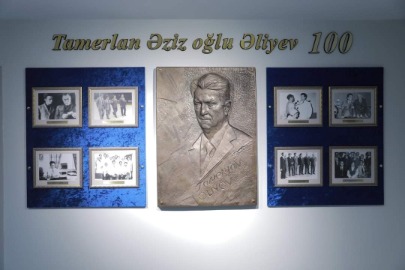 Tamerlan Əziz oğlu Əliyev 100